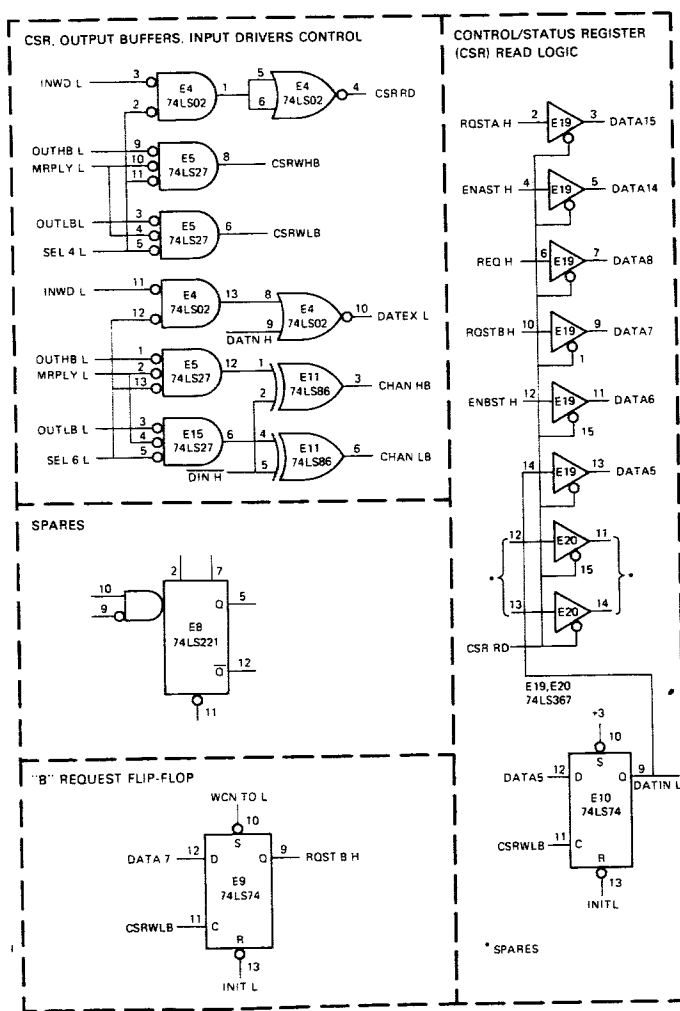 CSR, OUTPUT BUFFERS, INPUT DRIVERS CONTROL
INWD L
3
2
E4
74LS02
1
5
6
E4
74LS02
4
CSR RD
OUTHB L
MRPLY L
9
10
11
E5
74LS27
8
CSRWHB
OUTLBL
SEL 4 L
3
4
5
E5
74LS27
6
CSRWLB
INWD L
11
12
E4
74LS02
13
8
9
DATN H
E4
74LS02
10
DATEX L
OUTHB L
MRPLY L
1
2
13
E5
74LS27
12
1
2
E11
74LS86
3
CHAN HB
OUTLB L
SEL 6 L
3
4
5
E15
74LS27
6
4
5
DIN H
E11
74LS86
6
CHAN LB
SPARES
2
7
10
9
Q
5
E8
74LS221
Q
12
11
"B" REQUEST FLIP-FLOP
WCN TO L
10
S
DATA 7
12
D
Q
9
RQST B H
E9
74LS74
CSRWLB
11
C
R
13
INIT L
CONTROL/STATUS REGISTER
(CSR) READ LOGIC
RQSTA H
2
E19
3
DATA15
ENAST H
4
E19
5
DATA14
REQ H
6
E19
7
DATA8
RQSTB H
10
E19
9
DATA7
1
ENBST H
12
E19
11
DATA6
15
14
E19
13
DATA5
12
E20
11
15
*
*
13
E20
14
CSR RD
E19,E20
74LS367
+3
10
S
DATA5
12
D
Q
9
DATIN L
E10
74LS74
CSRWLB
11
C
R
13
INITL
* SPARES